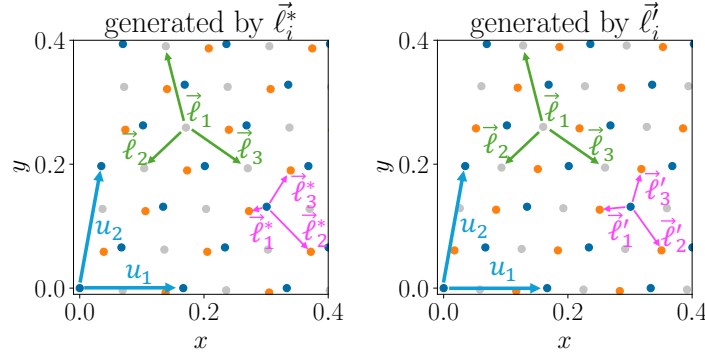 generated by ℓ⃗ᵢ*
0.4
0.2
0.0
y
0.0
0.2
0.4
x
u₁
u₂
ℓ⃗₁
ℓ⃗₂
ℓ⃗₃
ℓ⃗₁*
ℓ⃗₂*
ℓ⃗₃*
generated by ℓ⃗ᵢ′
0.4
0.2
0.0
y
0.0
0.2
0.4
x
u₁
u₂
ℓ⃗₁
ℓ⃗₂
ℓ⃗₃
ℓ⃗₁′
ℓ⃗₂′
ℓ⃗₃′